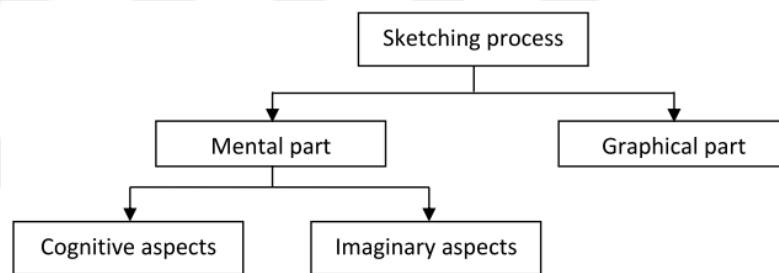 Sketching process
Mental part
Graphical part
Cognitive aspects
Imaginary aspects